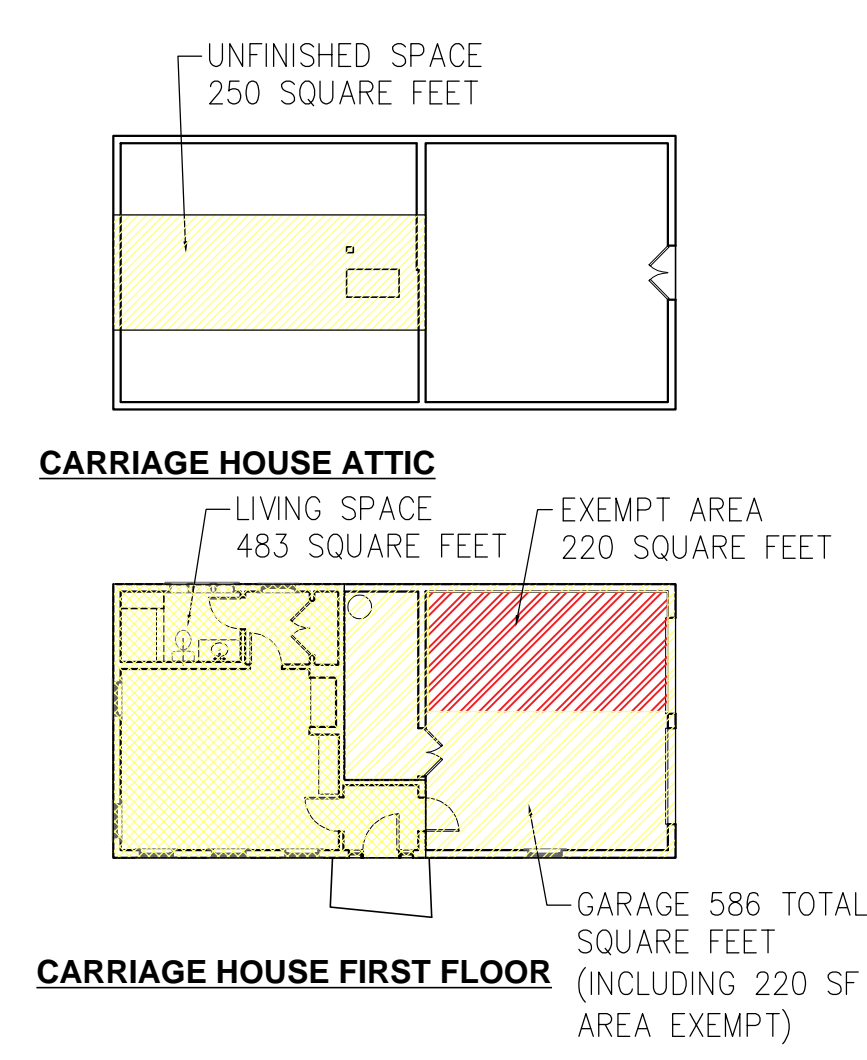 UNFINISHED SPACE
250 SQUARE FEET
CARRIAGE HOUSE ATTIC
LIVING SPACE
483 SQUARE FEET
EXEMPT AREA
220 SQUARE FEET
GARAGE 586 TOTAL
SQUARE FEET
(INCLUDING 220 SF
AREA EXEMPT)
CARRIAGE HOUSE FIRST FLOOR